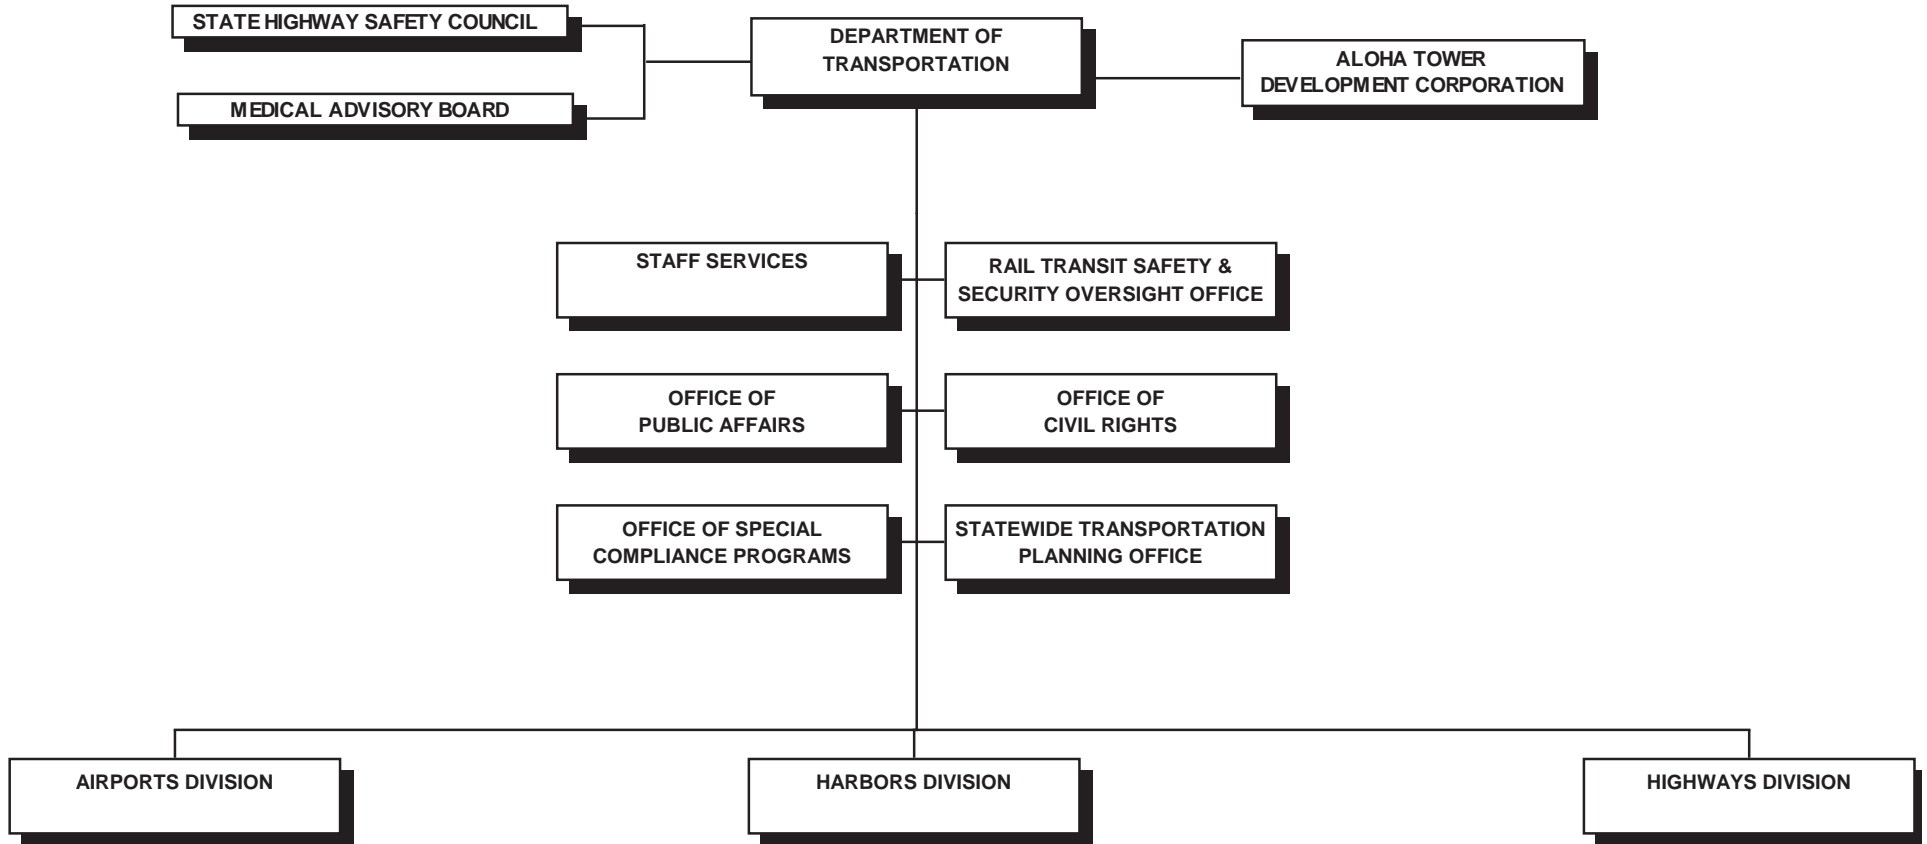 STATE HIGHWAY SAFETY COUNCIL
MEDICAL ADVISORY BOARD
DEPARTMENT OF
TRANSPORTATION
ALOHA TOWER
DEVELOPMENT CORPORATION
STAFF SERVICES
RAIL TRANSIT SAFETY &
SECURITY OVERSIGHT OFFICE
OFFICE OF
PUBLIC AFFAIRS
OFFICE OF
CIVIL RIGHTS
OFFICE OF SPECIAL
COMPLIANCE PROGRAMS
STATEWIDE TRANSPORTATION
PLANNING OFFICE
AIRPORTS DIVISION
HARBORS DIVISION
HIGHWAYS DIVISION